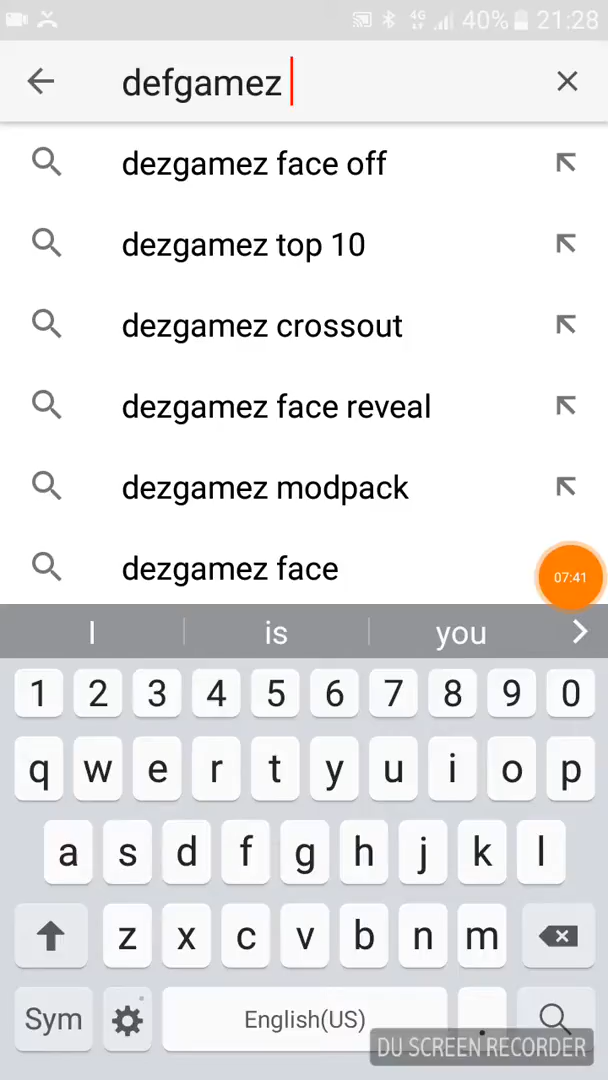 4G 40% 21:28
defgamez
dezgamez face off
dezgamez top 10
dezgamez crossout
dezgamez face reveal
dezgamez modpack
dezgamez face
07:41
I is you
1 2 3 4 5 6 7 8 9 0
q w e r t y u i o p
a s d f g h j k l
z x c v b n m
Sym English(US) .
DU SCREEN RECORDER